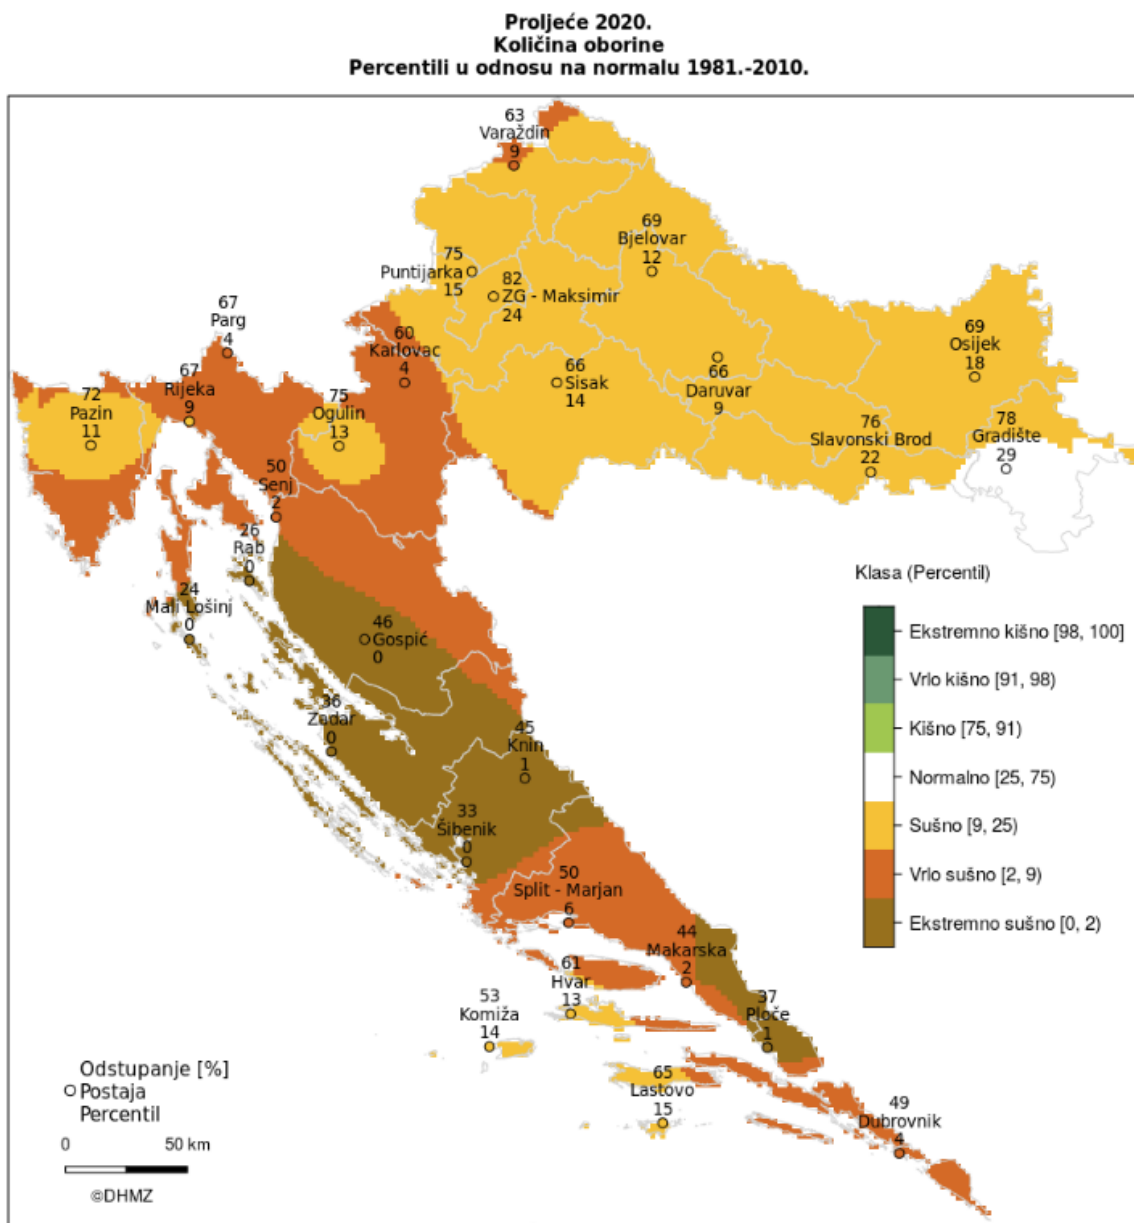 Proljeće 2020.
Količina oborine
Percentili u odnosu na normalu 1981.-2010.
63
Varaždin
9
69
Bjelovar
12
75
Puntijarka
15
82
ZG - Maksimir
24
67
Parg
4
60
Karlovac
4
69
Osijek
18
67
Rijeka
9
72
Pazin
11
75
Ogulin
13
66
Sisak
14
66
Daruvar
9
76
Slavonski Brod
22
78
Gradište
29
50
Senj
2
26
Rab
0
24
Mali Lošinj
0
46
Gospić
0
36
Zadar
0
45
Knin
1
33
Šibenik
0
50
Split - Marjan
6
44
Makarska
2
61
Hvar
13
53
Komiža
14
37
Ploče
1
65
Lastovo
15
49
Dubrovnik
4
Klasa (Percentil)
Ekstremno kišno [98, 100]
Vrlo kišno [91, 98)
Kišno [75, 91)
Normalno [25, 75)
Sušno [9, 25)
Vrlo sušno [2, 9)
Ekstremno sušno [0, 2)
Odstupanje [%]
Postaja
Percentil
0 50 km
©DHMZ